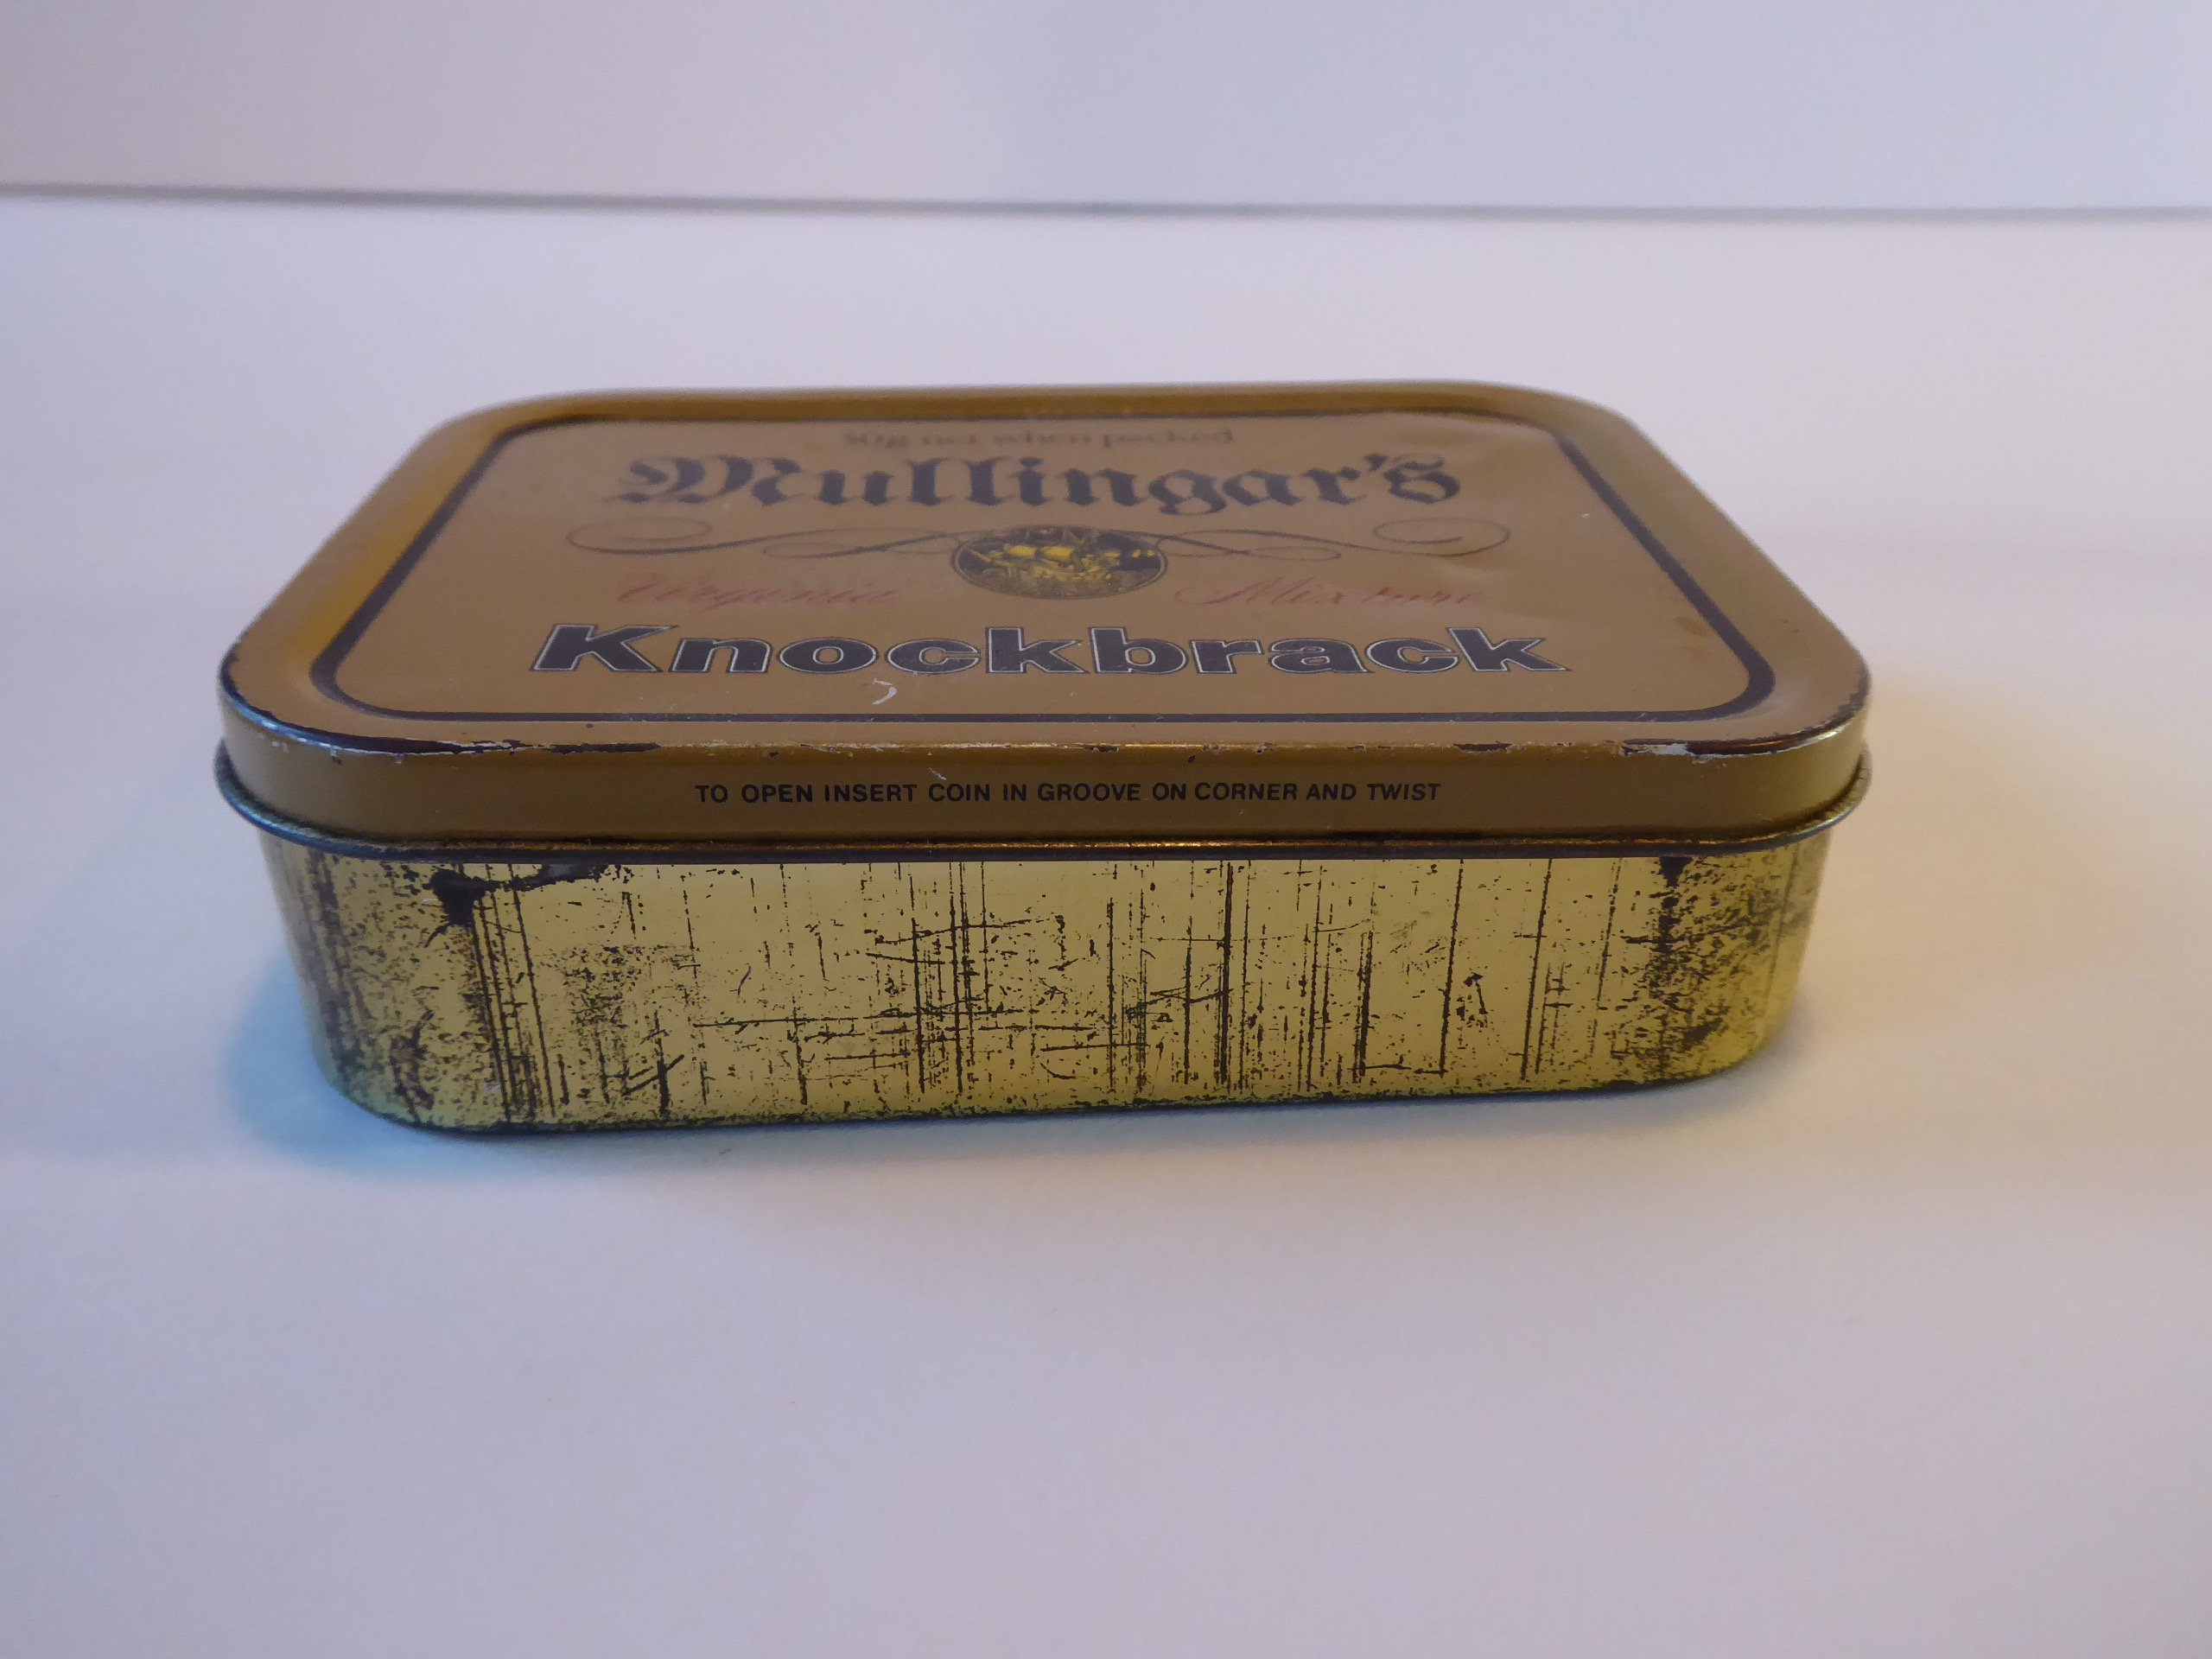 50g net when packed
Mullingar's
Virginia Mixture
Knockbrack
TO OPEN INSERT COIN IN GROOVE ON CORNER AND TWIST